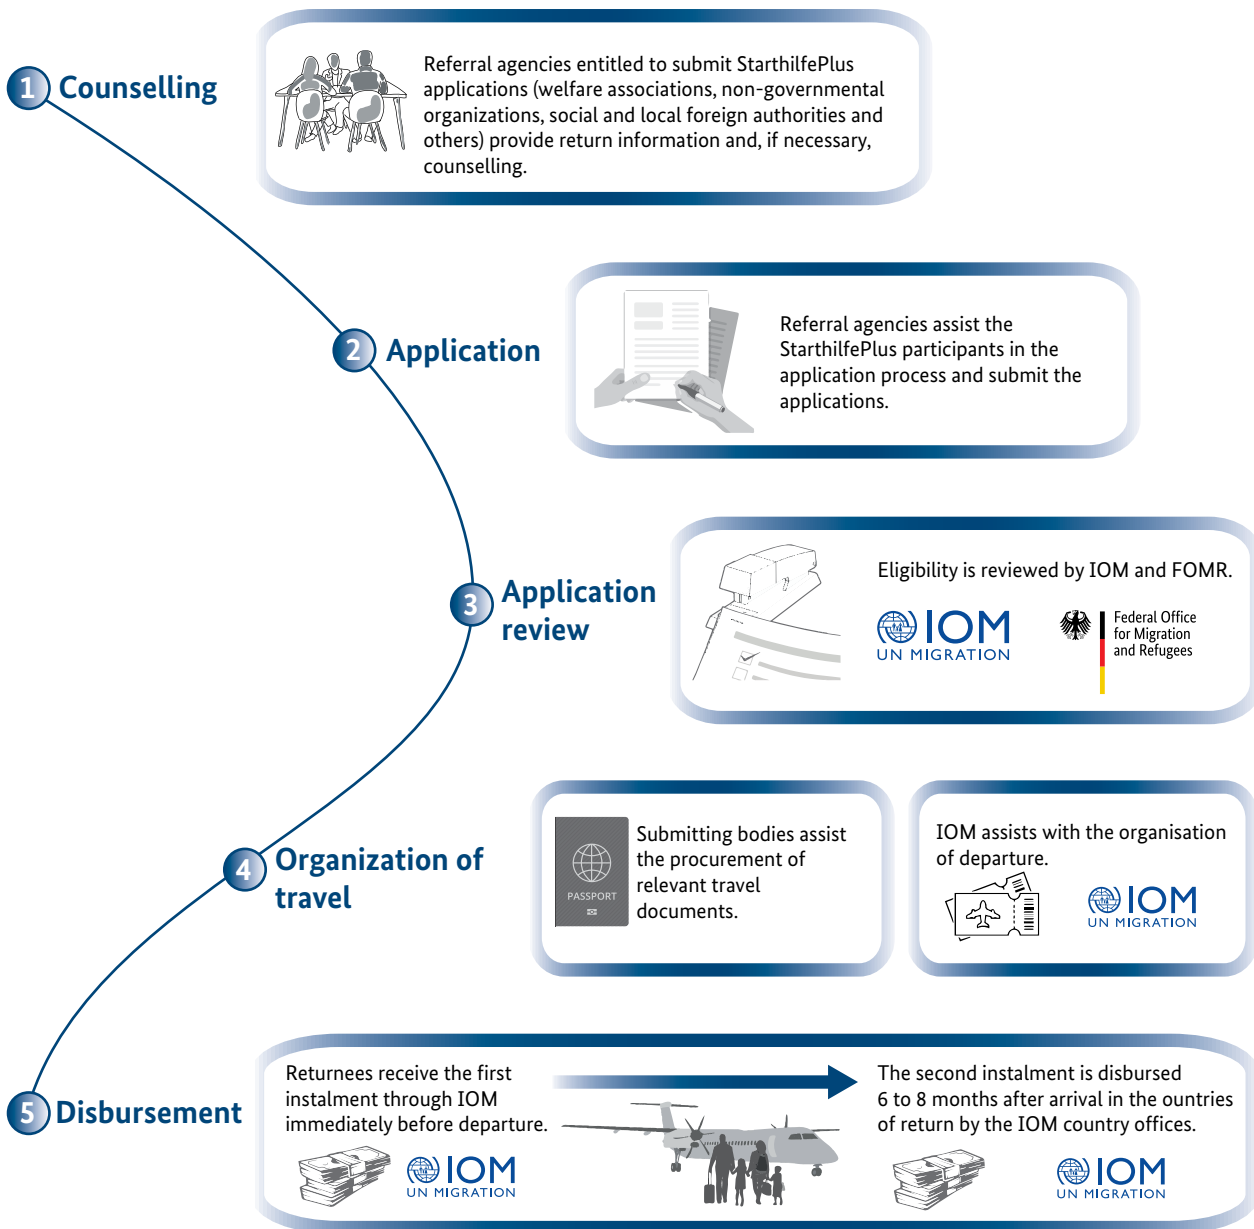 1 Counselling
Referral agencies entitled to submit StarthilfePlus
applications (welfare associations, non-governmental
organizations, social and local foreign authorities and
others) provide return information and, if necessary,
counselling.
2 Application
Referral agencies assist the
StarthilfePlus participants in the
application process and submit the
applications.
3 Application
review
Eligibility is reviewed by IOM and FOMR.
IOM
UN MIGRATION
Federal Office
for Migration
and Refugees
4 Organization of
travel
PASSPORT
Submitting bodies assist
the procurement of
relevant travel
documents.
IOM assists with the organisation
of departure.
IOM
UN MIGRATION
5 Disbursement
Returnees receive the first
instalment through IOM
immediately before departure.
IOM
UN MIGRATION
The second instalment is disbursed
6 to 8 months after arrival in the ountries
of return by the IOM country offices.
IOM
UN MIGRATION